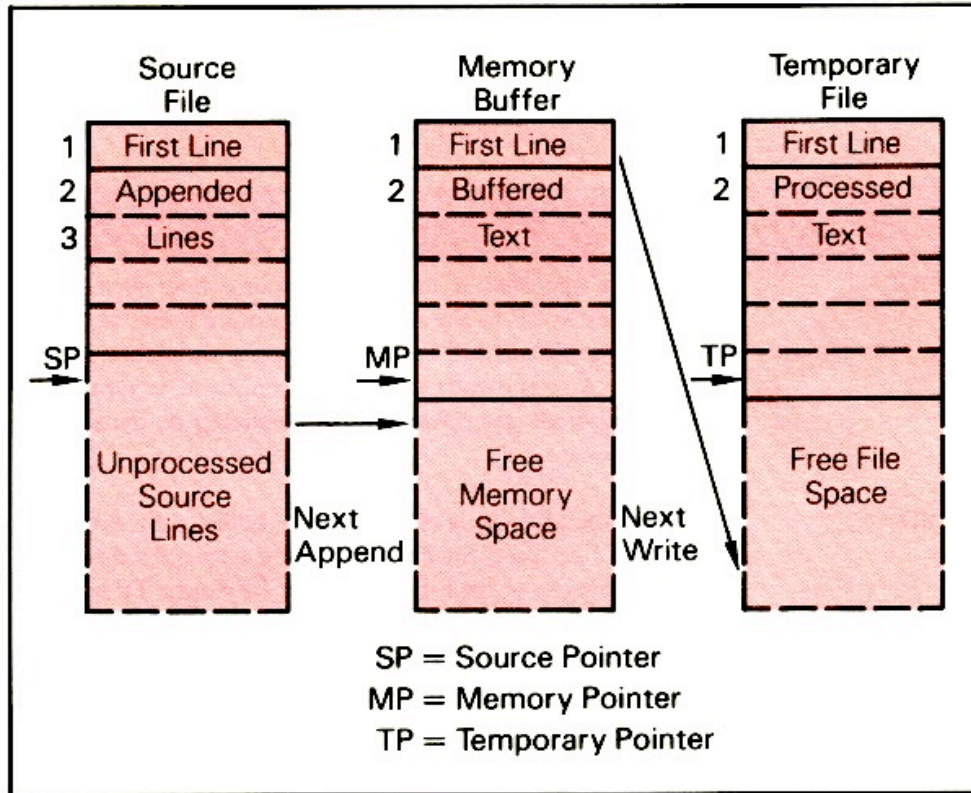 Source
File
1 First Line
2 Appended
3 Lines
SP
Unprocessed
Source
Lines
Next
Append
Memory
Buffer
1 First Line
2 Buffered
Text
MP
Free
Memory
Space
Next
Write
Temporary
File
1 First Line
2 Processed
Text
TP
Free File
Space
SP = Source Pointer
MP = Memory Pointer
TP = Temporary Pointer